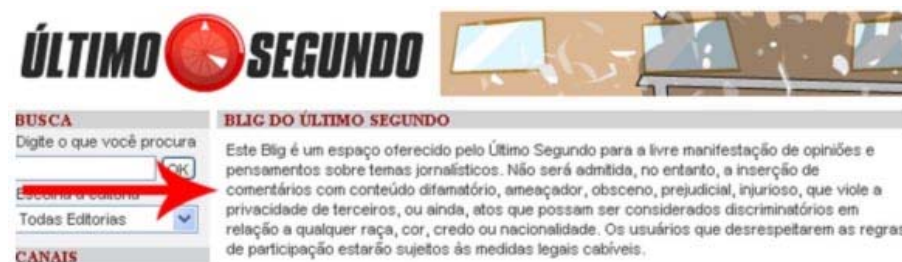 ÚLTIMO SEGUNDO
BUSCA
Digite o que você procura
OK
Escolha a editoria
Todas Editorias
CANAIS
BLIG DO ÚLTIMO SEGUNDO
Este Blig é um espaço oferecido pelo Último Segundo para a livre manifestação de opiniões e
pensamentos sobre temas jornalísticos. Não será admitida, no entanto, a inserção de
comentários com conteúdo difamatório, ameaçador, obsceno, prejudicial, injurioso, que viole a
privacidade de terceiros, ou ainda, atos que possam ser considerados discriminatórios em
relação a qualquer raça, cor, credo ou nacionalidade. Os usuários que desrespeitarem as regras
de participação estarão sujeitos às medidas legais cabíveis.